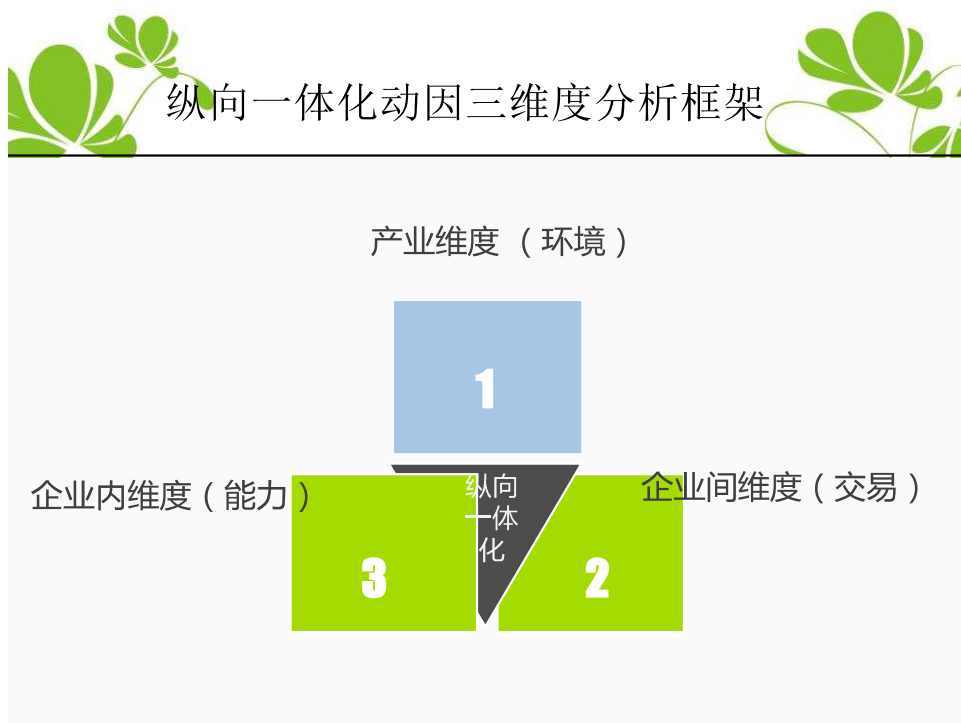 纵向一体化动因三维度分析框架
产业维度 （环境）
1
企业内维度（能力）
纵向
一体
化
企业间维度（交易）
3
2